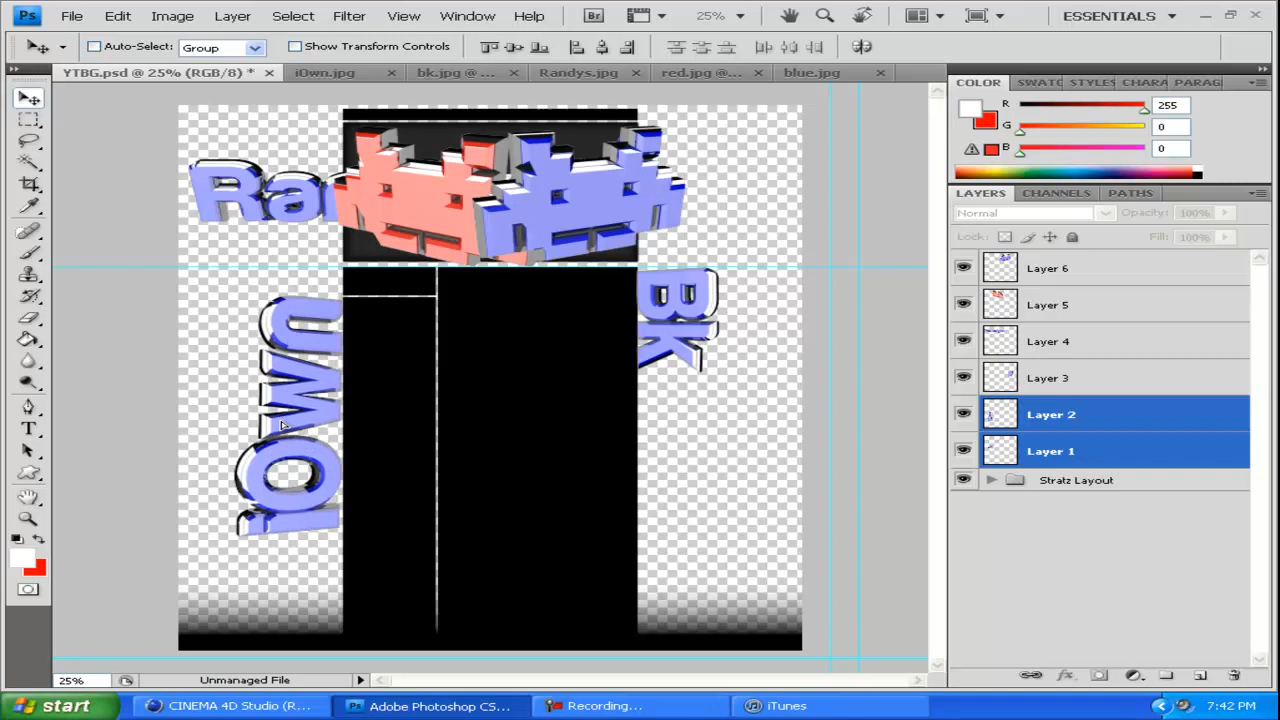 File Edit Image Layer Select Filter View Window Help Br 25% ESSENTIALS
Auto-Select: Group Show Transform Controls
YTBG.psd @ 25% (RGB/8) * iOwn.jpg bk.jpg @ ... Randys.jpg red.jpg @... blue.jpg
COLOR SWATC STYLES CHARA PARAG
R 255
G 0
B 0
LAYERS CHANNELS PATHS
Normal Opacity: 100%
Lock: Fill: 100%
Layer 6
Layer 5
Layer 4
Layer 3
Layer 2
Layer 1
Stratz Layout
Ran
BK
25% Unmanaged File
start CINEMA 4D Studio (R... Adobe Photoshop CS... Recording... iTunes 7:42 PM